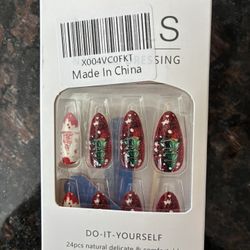 S
X004VC0FKT
Made In China
ESSING
DO-IT-YOURSELF
24pcs natural delicate &